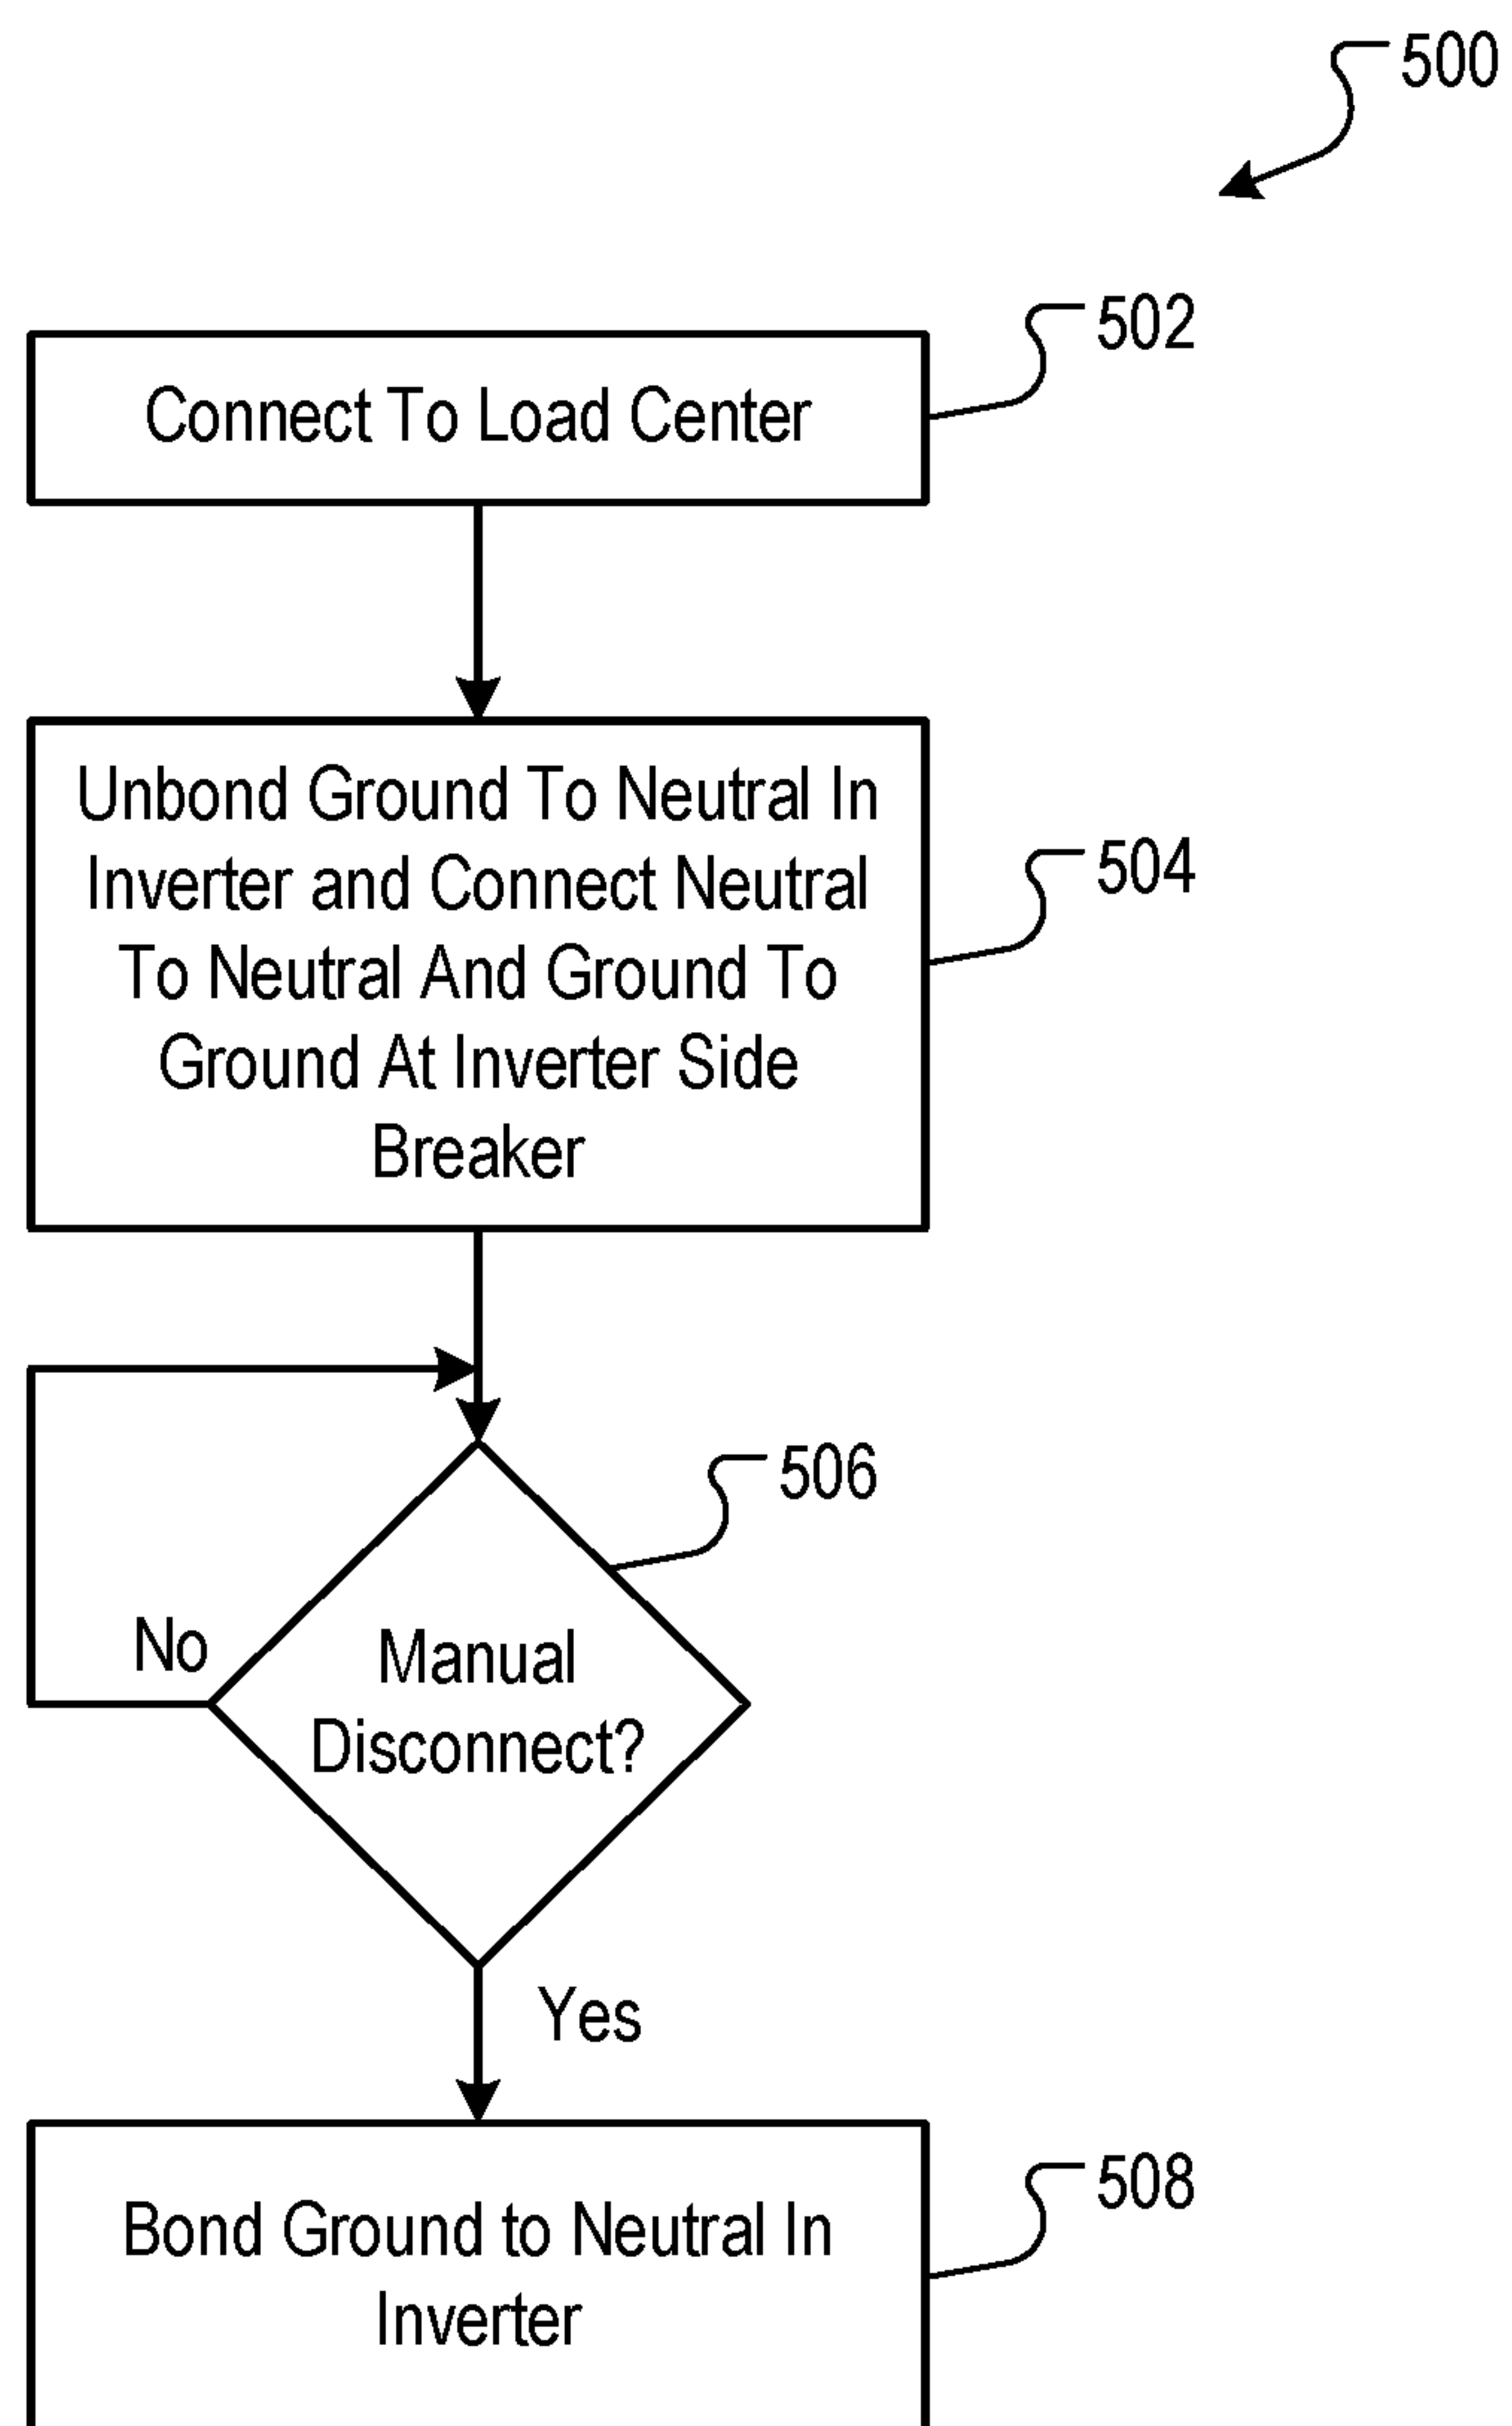 500
502
Connect To Load Center
Unbond Ground To Neutral In
Inverter and Connect Neutral
To Neutral And Ground To
Ground At Inverter Side
Breaker
504
506
No
Manual
Disconnect?
Yes
508
Bond Ground to Neutral In
Inverter